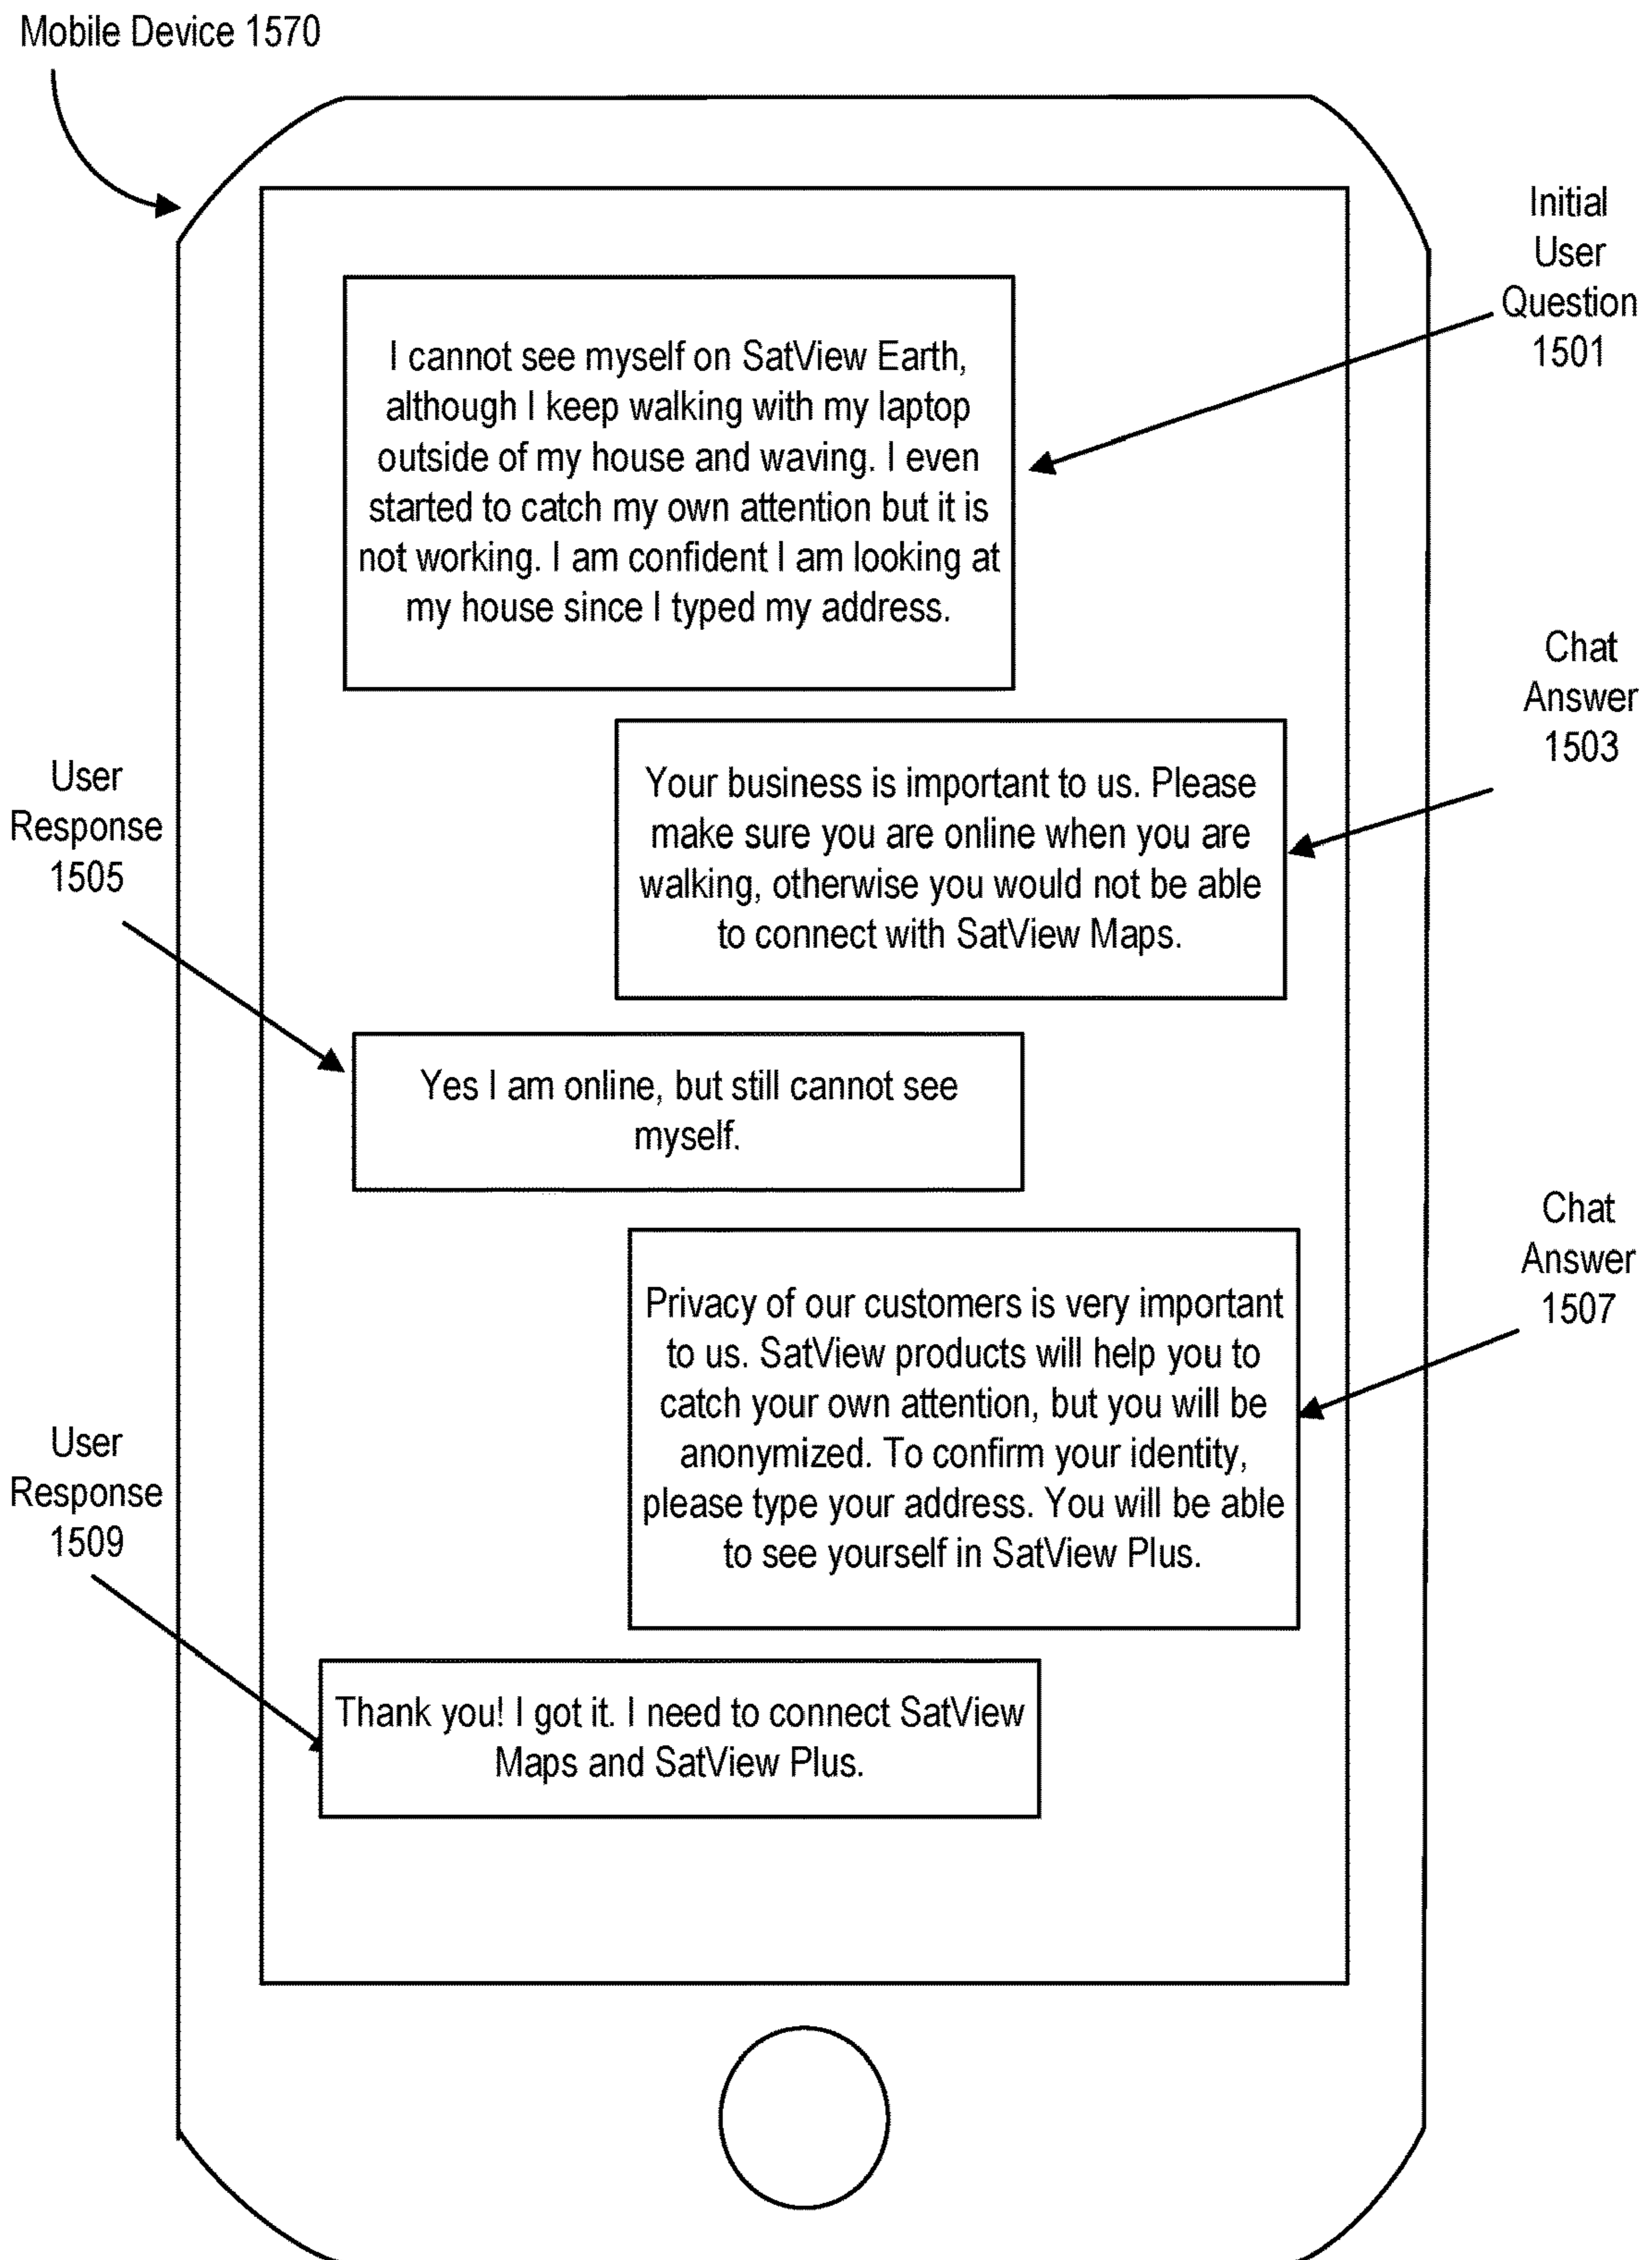 Mobile Device 1570
Initial
User
Question
1501
I cannot see myself on SatView Earth,
although I keep walking with my laptop
outside of my house and waving. I even
started to catch my own attention but it is
not working. I am confident I am looking at
my house since I typed my address.
Chat
Answer
1503
Your business is important to us. Please
make sure you are online when you are
walking, otherwise you would not be able
to connect with SatView Maps.
User
Response
1505
Yes I am online, but still cannot see
myself.
Chat
Answer
1507
Privacy of our customers is very important
to us. SatView products will help you to
catch your own attention, but you will be
anonymized. To confirm your identity,
please type your address. You will be able
to see yourself in SatView Plus.
User
Response
1509
Thank you! I got it. I need to connect SatView
Maps and SatView Plus.